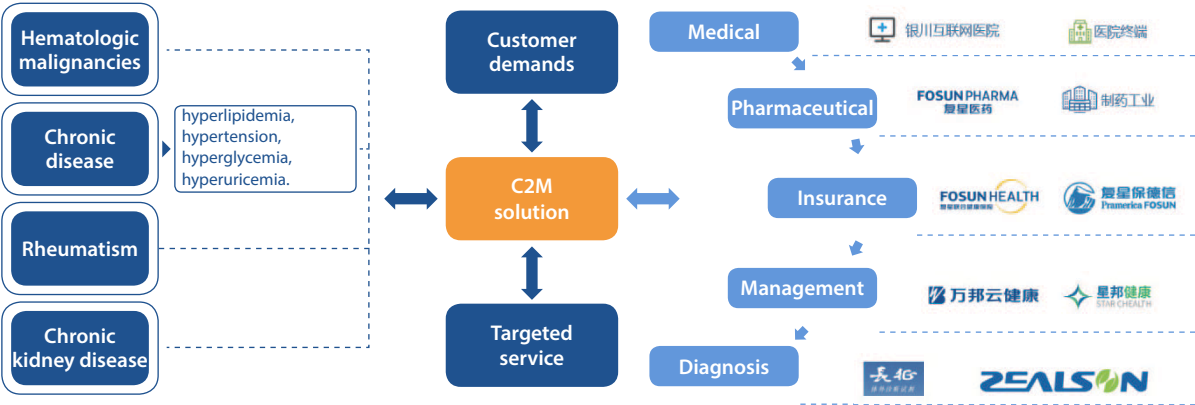 Hematologic
malignancies
Chronic
disease
hyperlipidemia,
hypertension,
hyperglycemia,
hyperuricemia.
Rheumatism
Chronic
kidney disease
Customer
demands
C2M
solution
Targeted
service
Medical
银川互联网医院
医院终端
Pharmaceutical
FOSUN PHARMA
复星医药
制药工业
Insurance
FOSUN HEALTH
复星保德信
Pramerica FOSUN
Management
万邦云健康
星邦健康
STAR CHEALTH
Diagnosis
ZEALSON